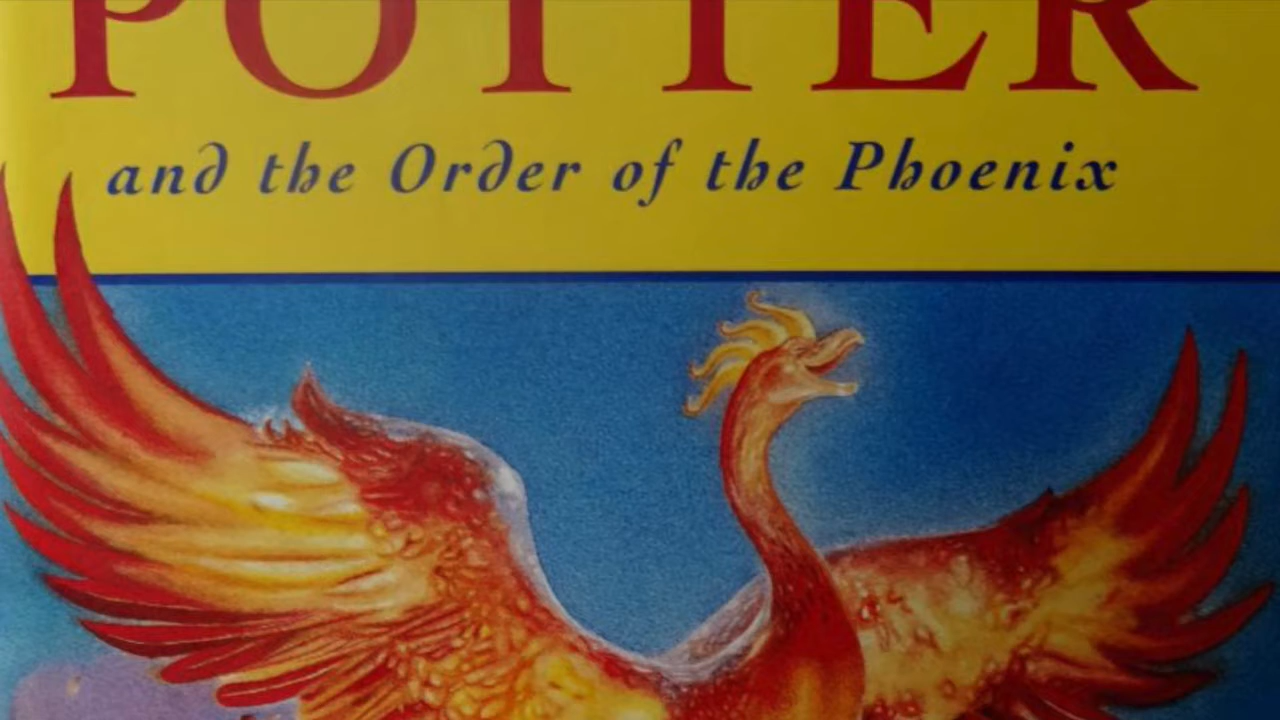 POTTER
and the Order of the Phoenix